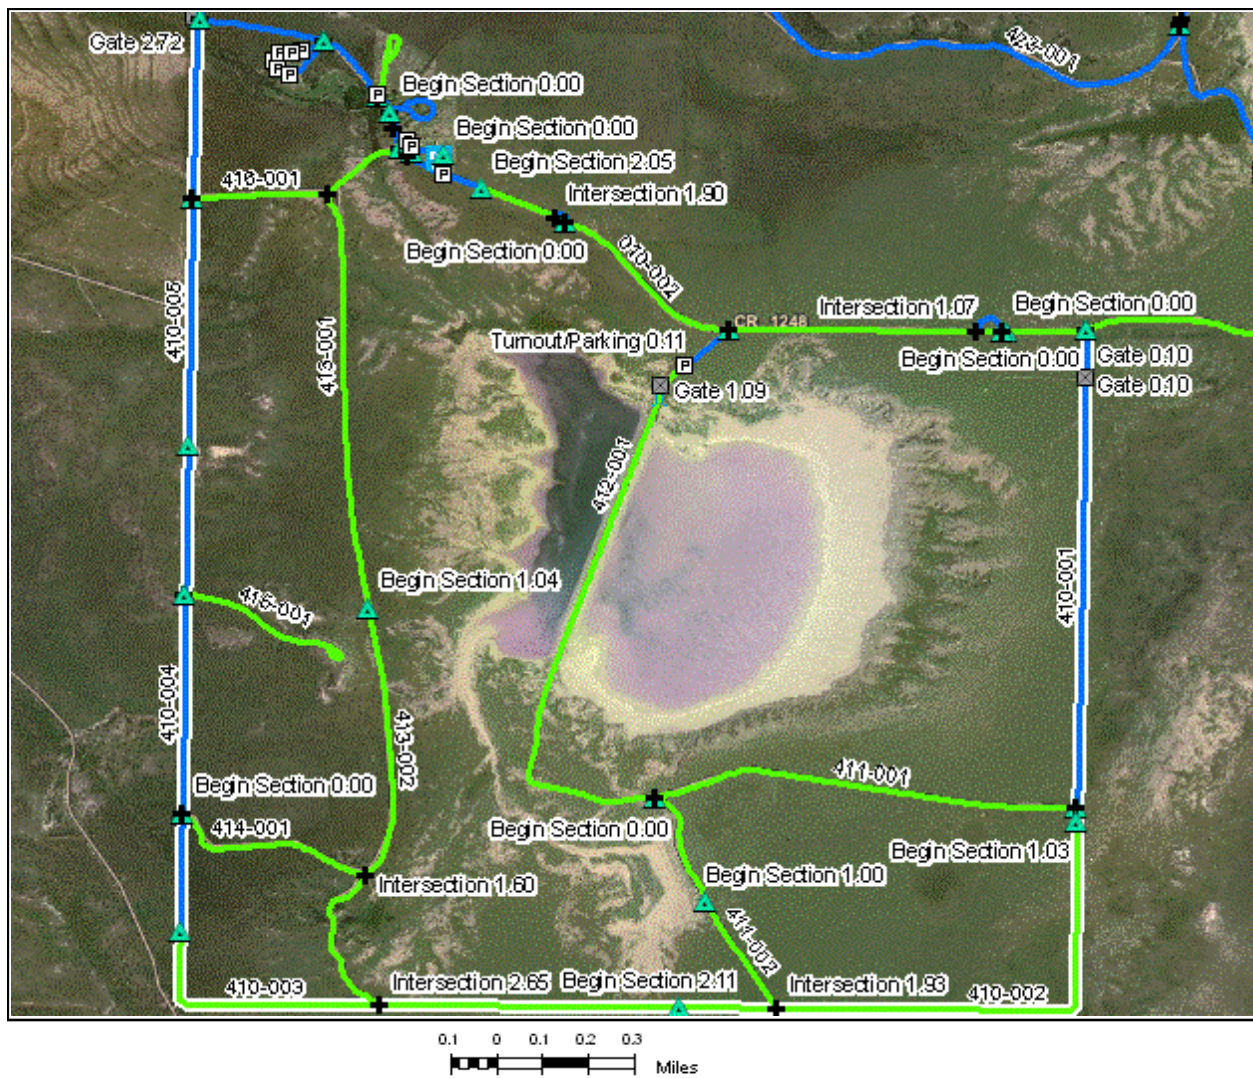 Gate 2.72
429-001
Begin Section 0.00
P
P
P
P
P
P
P
Begin Section 0.00
P
P
Begin Section 2.05
P
418-001
Intersection 1.90
Begin Section 0.00
010-002
410-005
413-001
Intersection 1.07
Begin Section 0.00
CR 1248
Turnout/Parking 0.11
P
Begin Section 0.00
Gate 0.10
Gate 0.10
Gate 1.09
412-001
Begin Section 1.04
410-001
410-004
413-002
411-001
Begin Section 0.00
414-001
Begin Section 0.00
Begin Section 1.03
Intersection 1.60
Begin Section 1.00
411-002
410-003
Intersection 2.65
Begin Section 2.11
Intersection 1.93
410-002
0.1 0 0.1 0.2 0.3
Miles